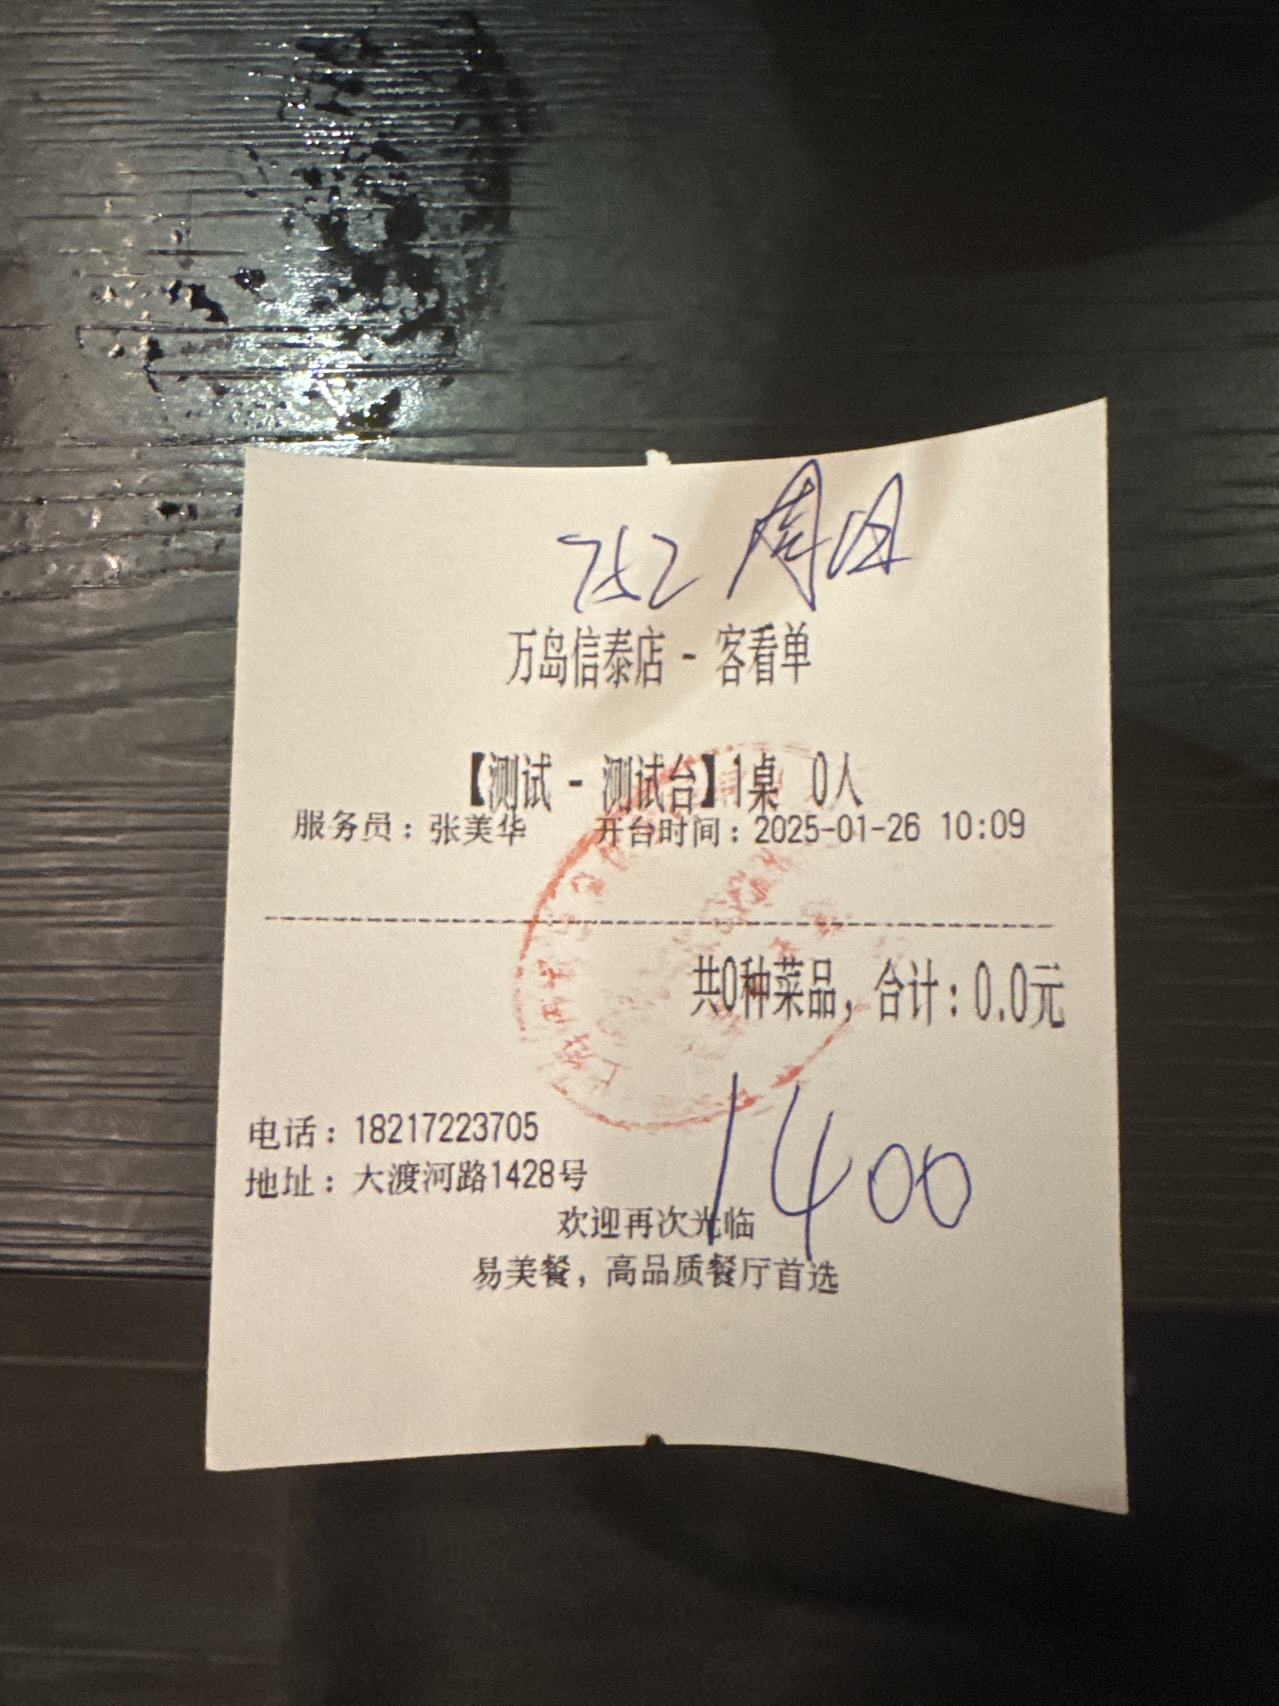 752 周
万岛信泰店 - 客看单
【测试 - 测试台】1桌 0人
服务员：张美华 开台时间：2025-01-26 10:09
共0种菜品，合计：0.0元
1400
电话：18217223705
地址：大渡河路1428号
欢迎再次光临
易美餐，高品质餐厅首选